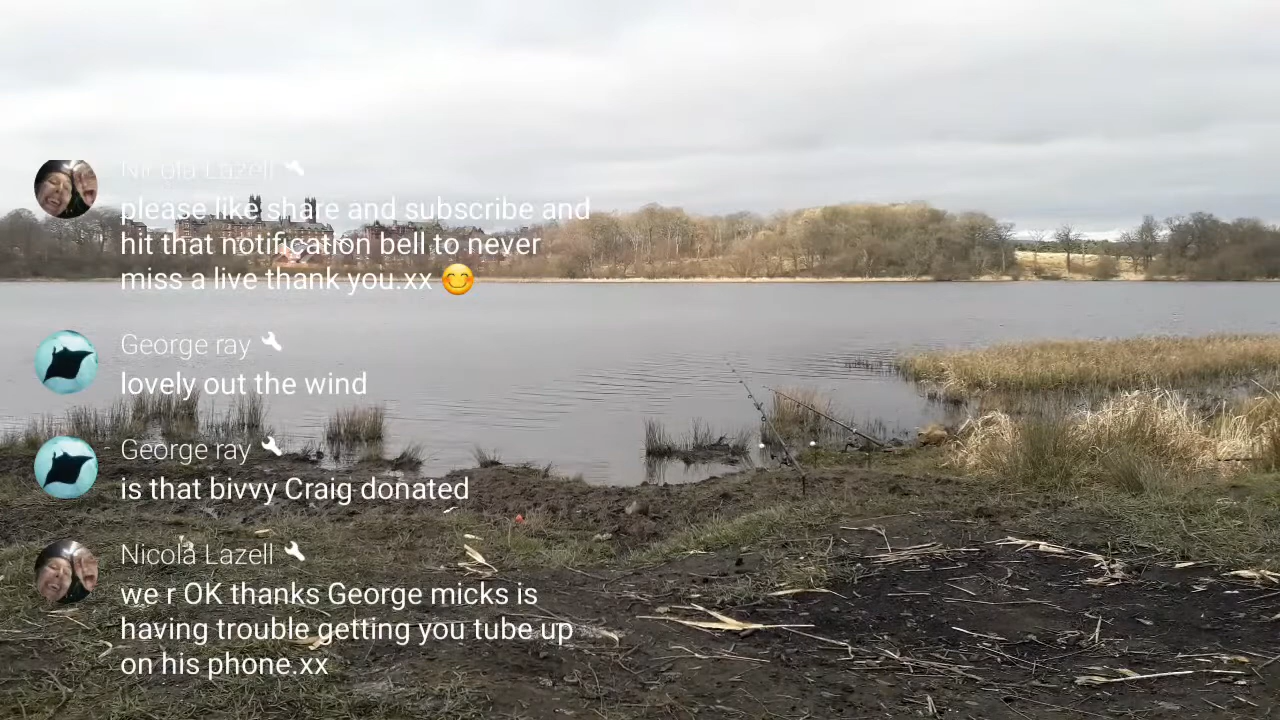 Nicola Lazell
please like share and subscribe and
hit that notification bell to never
miss a live thank you.xx 😊
George ray
lovely out the wind
George ray
is that bivvy Craig donated
Nicola Lazell
we r OK thanks George micks is
having trouble getting you tube up
on his phone.xx